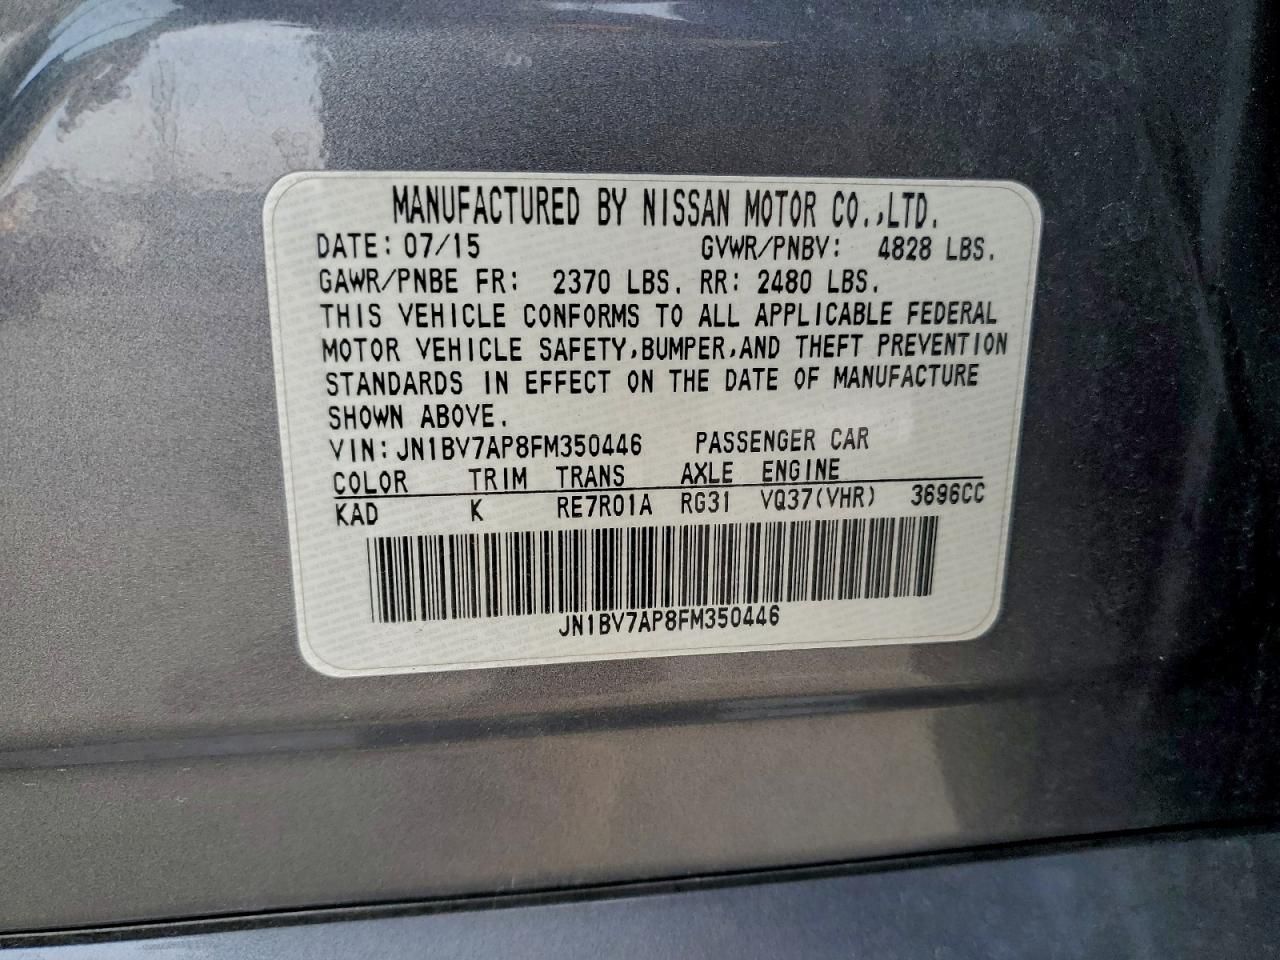 MANUFACTURED BY NISSAN MOTOR CO.,LTD.
DATE: 07/15 GVWR/PNBV: 4828 LBS.
GAWR/PNBE FR: 2370 LBS. RR: 2480 LBS.
THIS VEHICLE CONFORMS TO ALL APPLICABLE FEDERAL
MOTOR VEHICLE SAFETY,BUMPER,AND THEFT PREVENTION
STANDARDS IN EFFECT ON THE DATE OF MANUFACTURE
SHOWN ABOVE.
VIN:JN1BV7AP8FM350446 PASSENGER CAR
COLOR TRIM TRANS AXLE ENGINE
KAD K RE7R01A RG31 VQ37(VHR) 3696CC
JN1BV7AP8FM350446